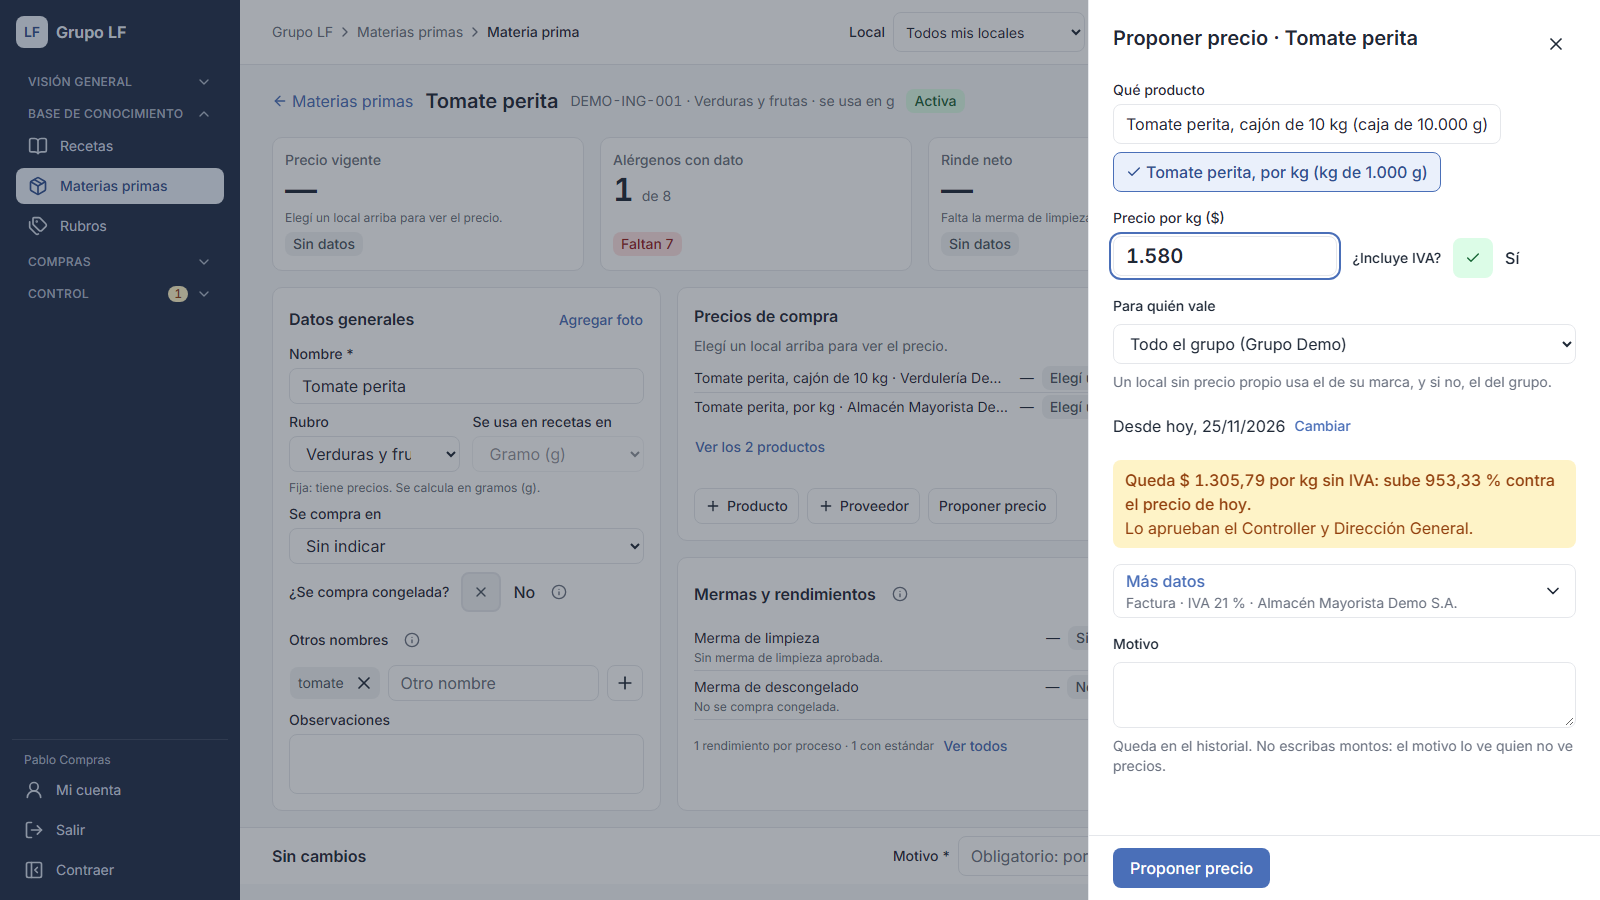 LF Grupo LF
VISIÓN GENERAL
BASE DE CONOCIMIENTO
Recetas
Materias primas
Rubros
COMPRAS
CONTROL 1
Pablo Compras
Mi cuenta
Salir
Contraer
Grupo LF > Materias primas > Materia prima
Local Todos mis locales
← Materias primas Tomate perita DEMO-ING-001 · Verduras y frutas · se usa en g Activa
Precio vigente
—
Elegí un local arriba para ver el precio.
Sin datos
Alérgenos con dato
1 de 8
Faltan 7
Rinde neto
—
Falta la merma de limpieza
Sin datos
Datos generales Agregar foto
Nombre *
Tomate perita
Rubro Se usa en recetas en
Verduras y fru Gramo (g)
Fija: tiene precios. Se calcula en gramos (g).
Se compra en
Sin indicar
¿Se compra congelada? No
Otros nombres
tomate Otro nombre
Observaciones
Precios de compra
Elegí un local arriba para ver el precio.
Tomate perita, cajón de 10 kg · Verdulería De... — Elegí
Tomate perita, por kg · Almacén Mayorista De... — Elegí
Ver los 2 productos
+ Producto + Proveedor Proponer precio
Mermas y rendimientos
Merma de limpieza —
Sin merma de limpieza aprobada.
Merma de descongelado —
No se compra congelada.
1 rendimiento por proceso · 1 con estándar Ver todos
Sin cambios Motivo * Obligatorio: por
Proponer precio · Tomate perita
Qué producto
Tomate perita, cajón de 10 kg (caja de 10.000 g)
Tomate perita, por kg (kg de 1.000 g)
Precio por kg ($)
1.580 ¿Incluye IVA? Sí
Para quién vale
Todo el grupo (Grupo Demo)
Un local sin precio propio usa el de su marca, y si no, el del grupo.
Desde hoy, 25/11/2026 Cambiar
Queda $ 1.305,79 por kg sin IVA: sube 953,33 % contra
el precio de hoy.
Lo aprueban el Controller y Dirección General.
Más datos
Factura · IVA 21 % · Almacén Mayorista Demo S.A.
Motivo
Queda en el historial. No escribas montos: el motivo lo ve quien no ve
precios.
Proponer precio